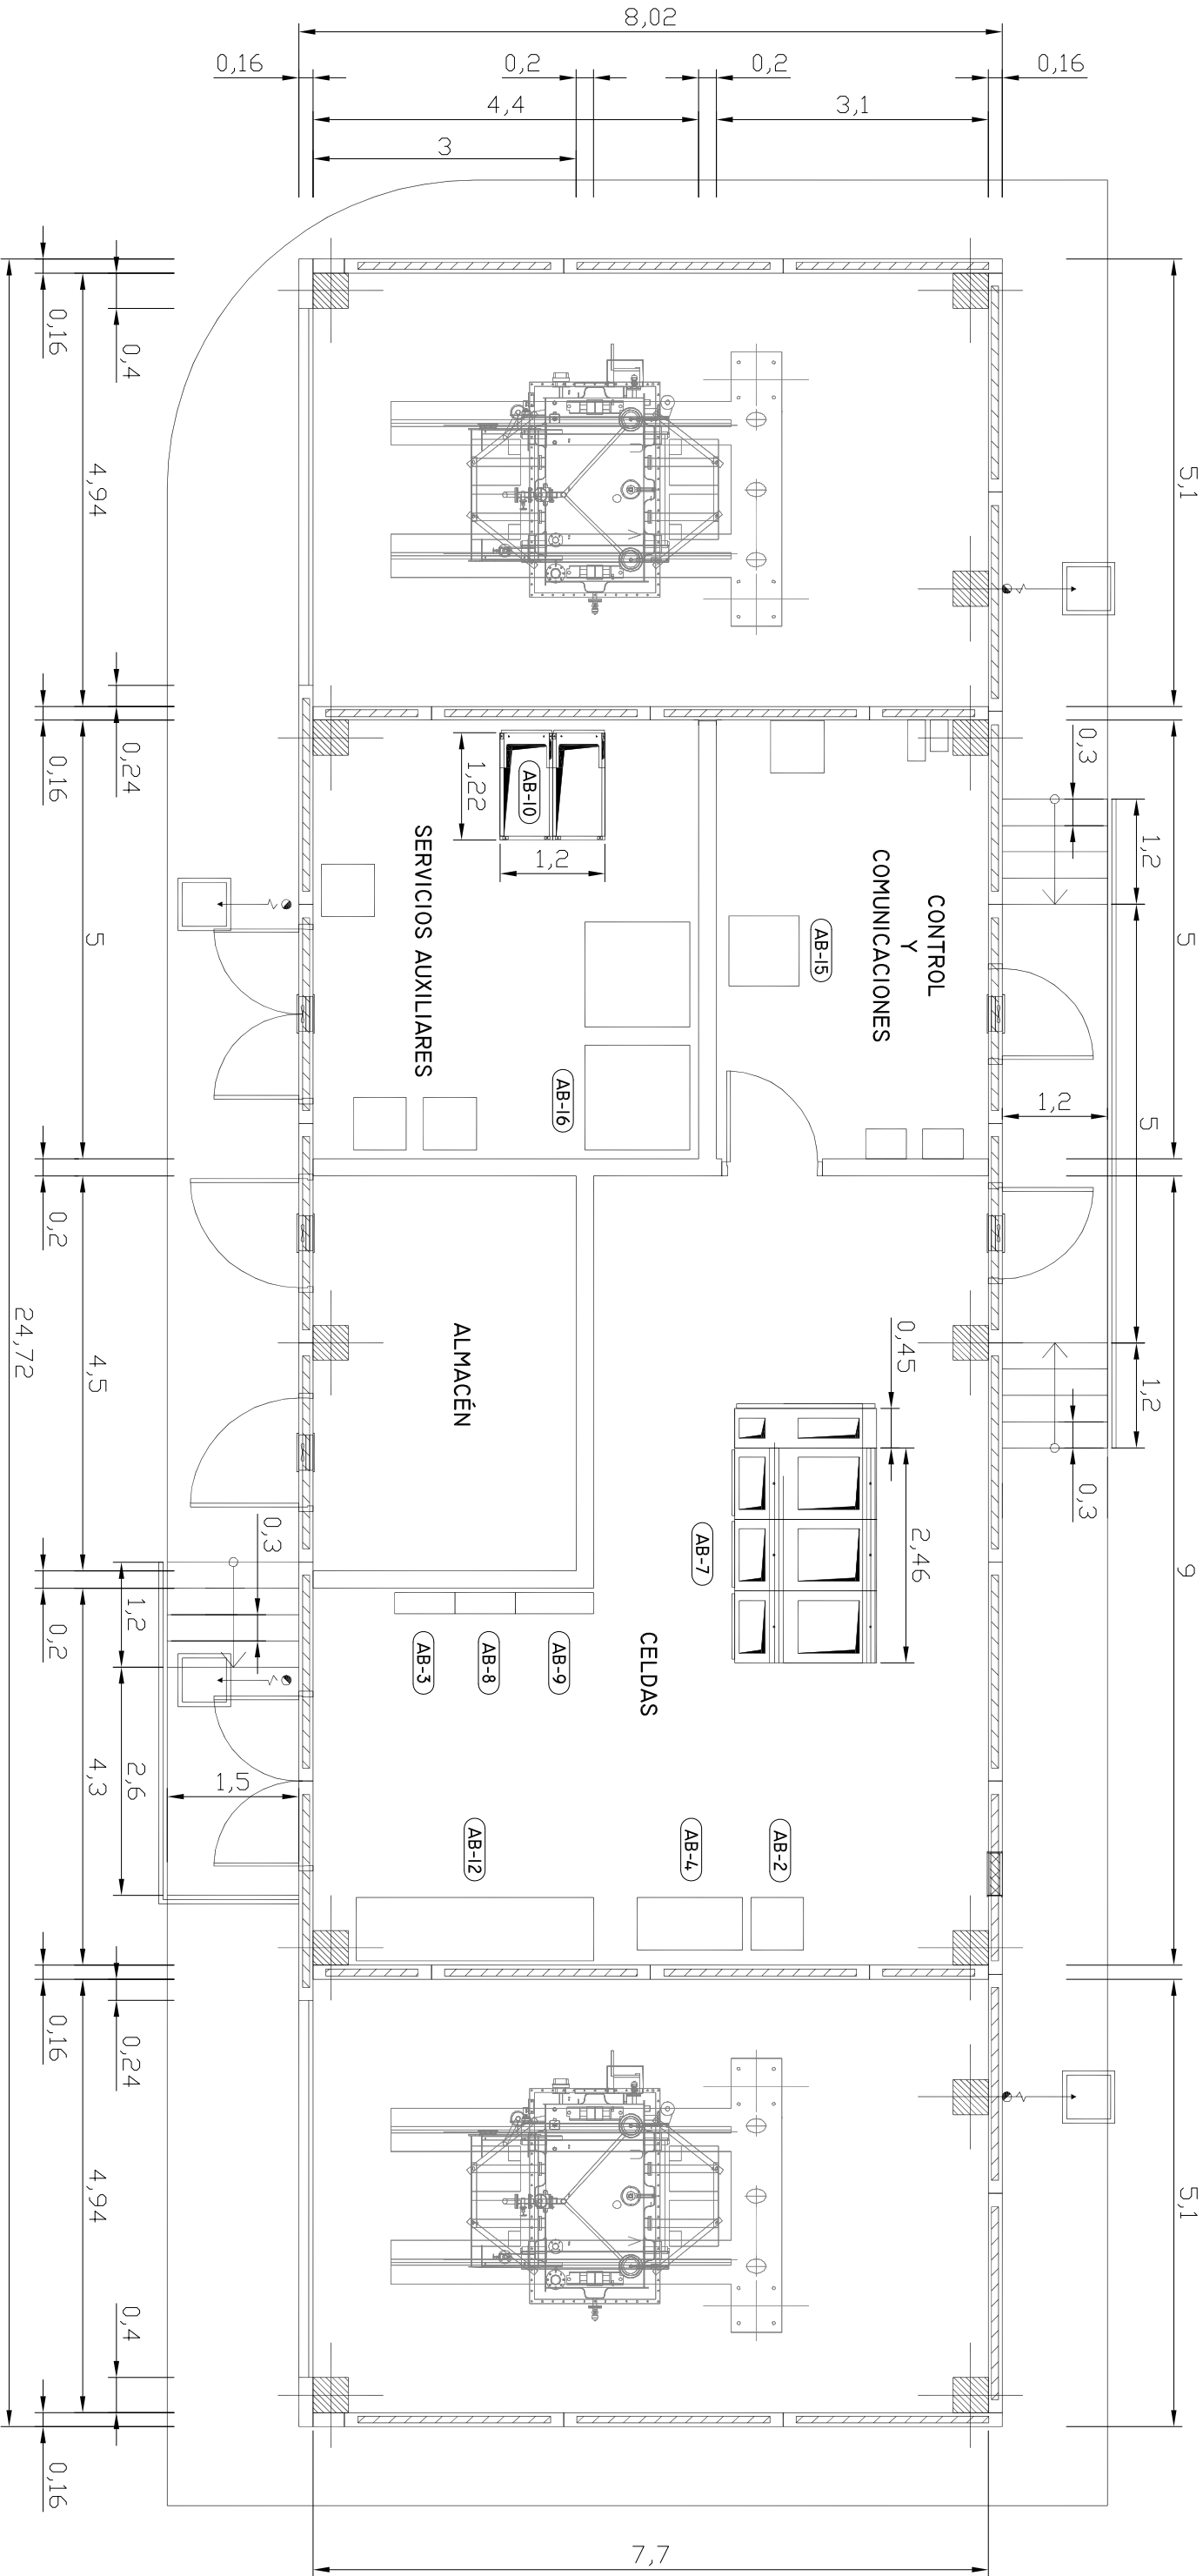 8,02
0,16
0,2
0,2
0,16
4,4
3,1
3
5,1
5
9
5,1
1,2
5
1,2
0,3
0,3
1,2
CONTROL
Y
COMUNICACIONES
AB-15
AB-10
1,22
1,2
SERVICIOS AUXILIARES
AB-16
0,45
2,46
AB-7
ALMACÉN
CELDAS
AB-9
AB-8
AB-3
AB-2
AB-4
AB-12
0,3
1,2
2,6
1,5
0,4
0,24
0,24
0,4
4,94
5
4,5
4,3
4,94
0,16
0,16
0,2
0,2
0,16
0,16
24,72
7,7